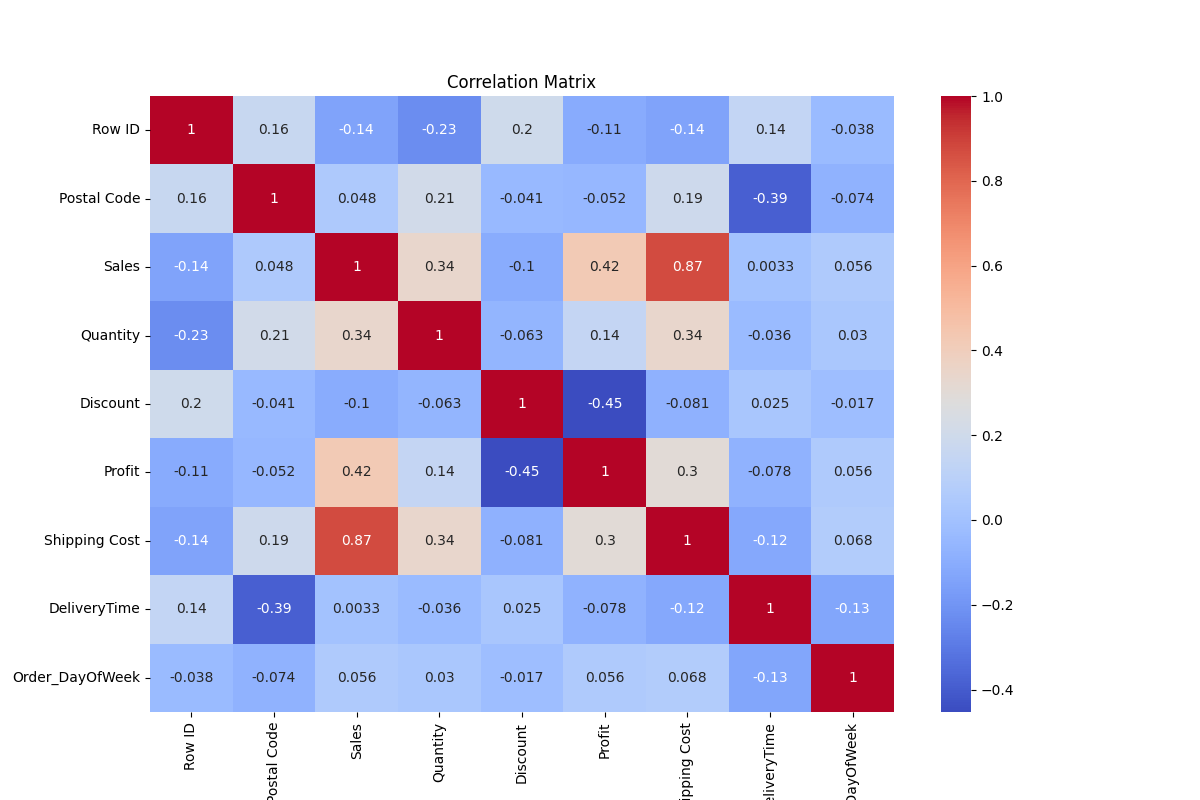 Correlation Matrix
Row ID 1 0.16 -0.14 -0.23 0.2 -0.11 -0.14 0.14 -0.038
Postal Code 0.16 1 0.048 0.21 -0.041 -0.052 0.19 -0.39 -0.074
Sales -0.14 0.048 1 0.34 -0.1 0.42 0.87 0.0033 0.056
Quantity -0.23 0.21 0.34 1 -0.063 0.14 0.34 -0.036 0.03
Discount 0.2 -0.041 -0.1 -0.063 1 -0.45 -0.081 0.025 -0.017
Profit -0.11 -0.052 0.42 0.14 -0.45 1 0.3 -0.078 0.056
Shipping Cost -0.14 0.19 0.87 0.34 -0.081 0.3 1 -0.12 0.068
DeliveryTime 0.14 -0.39 0.0033 -0.036 0.025 -0.078 -0.12 1 -0.13
Order_DayOfWeek -0.038 -0.074 0.056 0.03 -0.017 0.056 0.068 -0.13 1
Row ID
Postal Code
Sales
Quantity
Discount
Profit
ipping Cost
eliveryTime
DayOfWeek
1.0
0.8
0.6
0.4
0.2
0.0
−0.2
−0.4